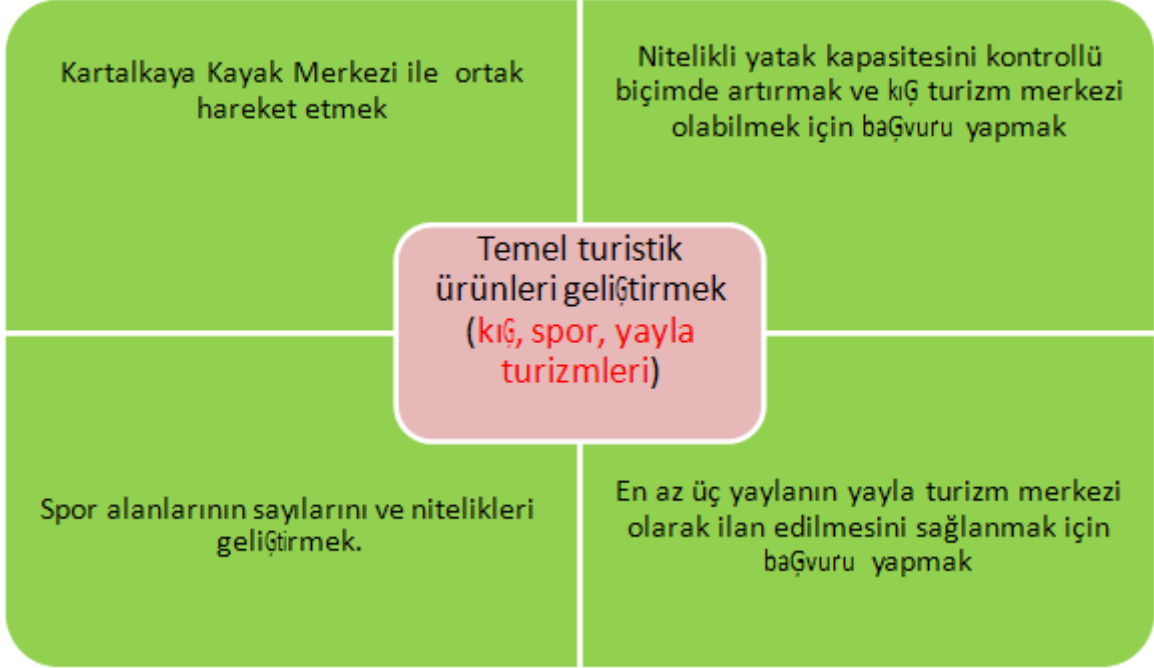 Kartalkaya Kayak Merkezi ile ortak
hareket etmek
Nitelikli yatak kapasitesini kontrollü
biçimde artırmak ve kıĢ turizm merkezi
olabilmek için baĢvuru yapmak
Temel turistik
ürünleri geliĢtirmek
(kıĢ, spor, yayla
turizmleri)
Spor alanlarının sayılarını ve nitelikleri
geliĢtirmek.
En az üç yaylanın yayla turizm merkezi
olarak ilan edilmesini sağlanmak için
baĢvuru yapmak